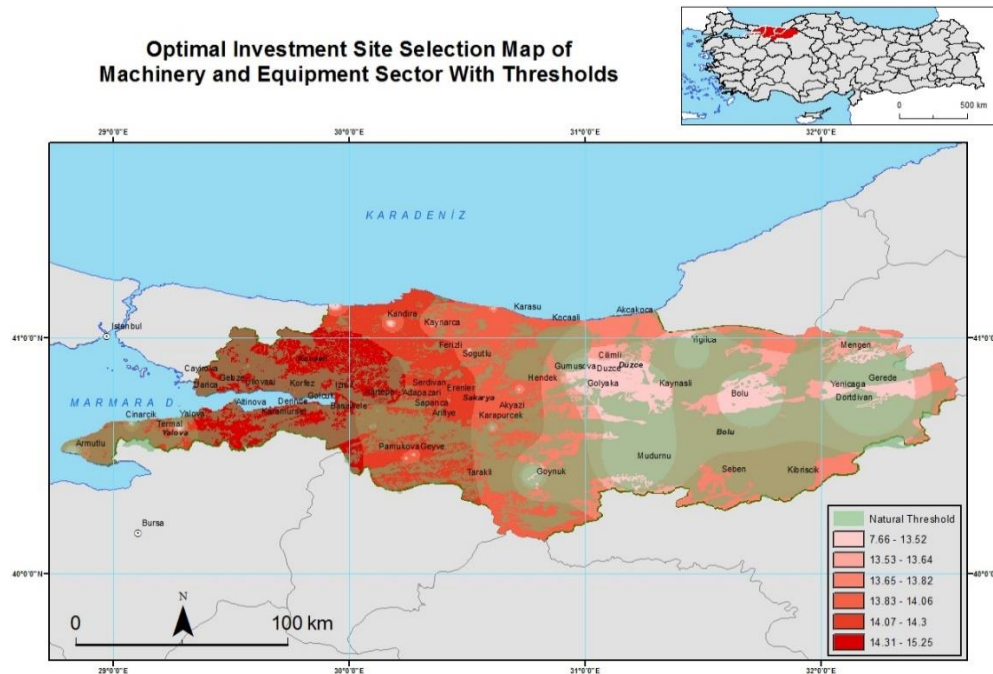 Optimal Investment Site Selection Map of
Machinery and Equipment Sector With Thresholds
0 500 km
29°0'0"E 30°0'0"E 31°0'0"E 32°0'0"E
KARADENİZ
Karasu
Akcakoca
Kandira
Kocaali
Kaynarca
Istanbul
41°0'0"N
41°0'0"N
Ferizli
Yigilca
Mengen
Sogutlu
Cilimli
Gumusova
Duzce
Düzce
Hendek
Golyaka
Kaynasli
Yenicaga
Gerede
Dortdivan
Bolu
Darica
Gebze
Korfez
Izmit
Serdivan
Erenler
Adapazari
Sakarya
Sapanca
Akyazi
MARMARA D.
Altinova
Derince
Golcuk
Karamursel
Basiskele
Arifiye
Karapurcek
Cinarcik
Yalova
Termal
Yalova
Armutlu
Bolu
Pamukova
Geyve
Mudurnu
Tarakli
Goynuk
Seben
Kibriscik
Bursa
Natural Threshold
7.66 - 13.52
13.53 - 13.64
13.65 - 13.82
13.83 - 14.06
14.07 - 14.3
14.31 - 15.25
40°0'0"N
40°0'0"N
N
0 100 km
29°0'0"E 30°0'0"E 31°0'0"E 32°0'0"E